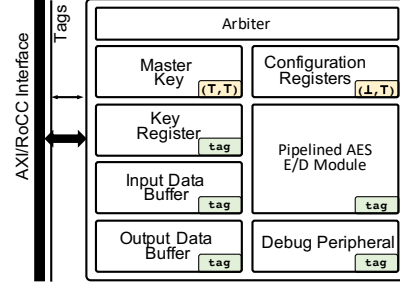 AXI/RoCC Interface
Tags
Arbiter
Master
Key
(⊤,⊤)
Configuration
Registers
(⊥,⊤)
Key
Register
tag
Pipelined AES
E/D Module
tag
Input Data
Buffer
tag
Output Data
Buffer
tag
Debug Peripheral
tag